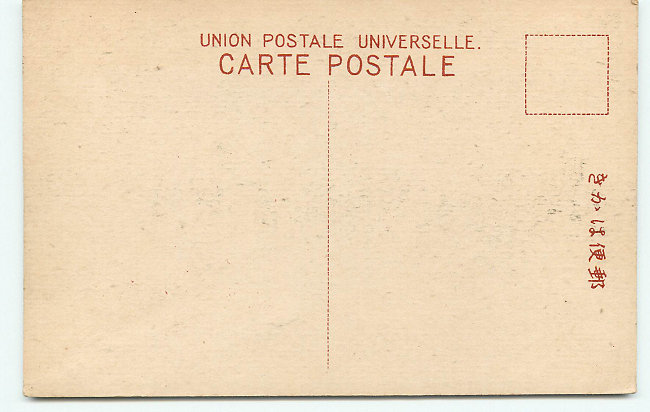 UNION POSTALE UNIVERSELLE.
CARTE POSTALE
郵便はかき